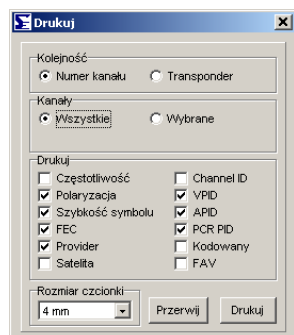 Drukuj
Kolejność
Numer kanału Transponder
Kanały
Wszystkie Wybrane
Drukuj
Częstotliwość Channel ID
Polaryzacja VPID
Szybkość symbolu APID
FEC PCR PID
Provider Kodowany
Satelita FAV
Rozmiar czcionki
4 mm Przerwij Drukuj